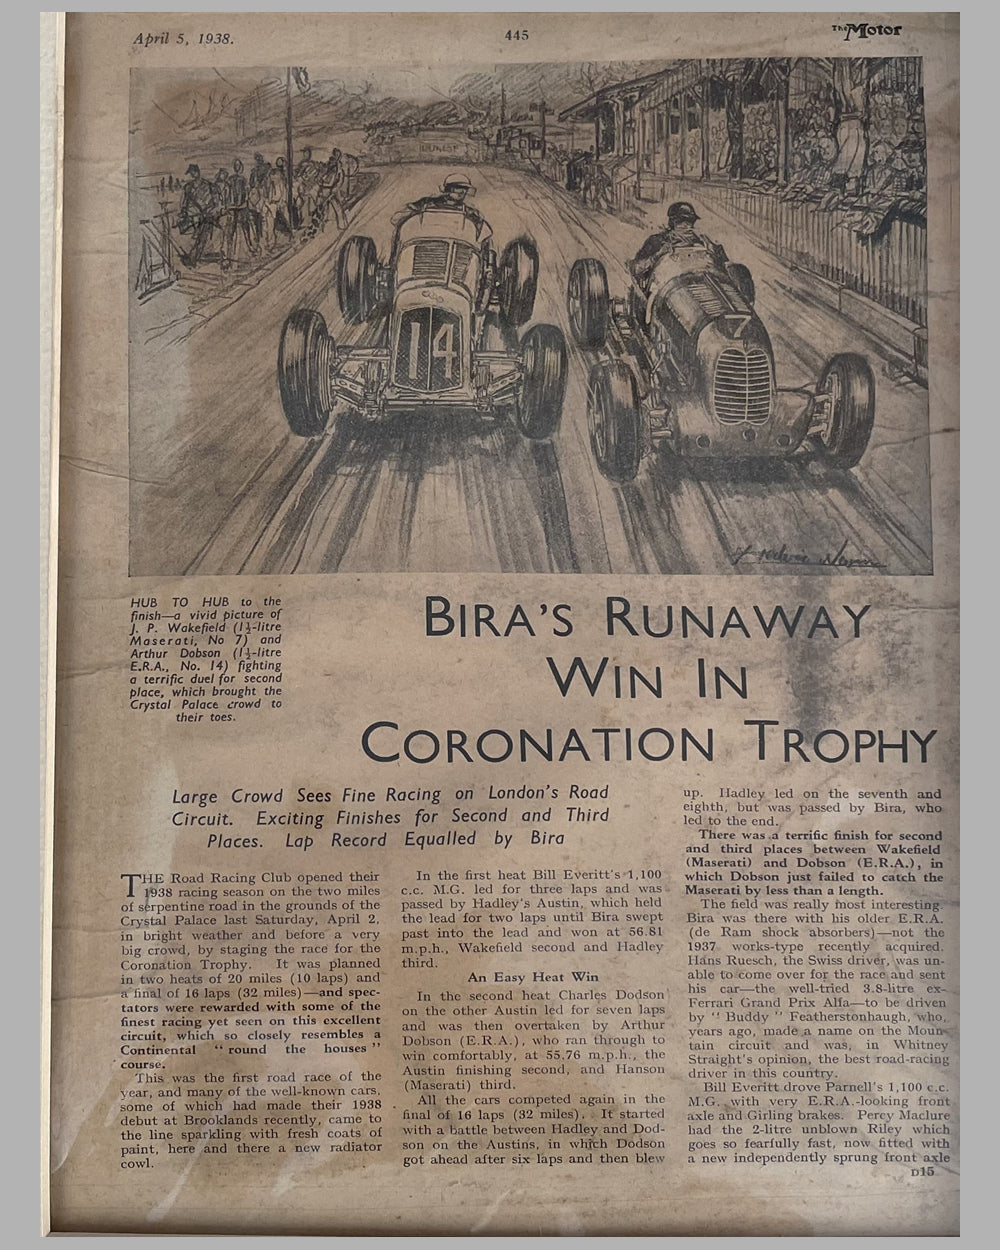 April 5, 1938.
445
The Motor
DUNLOP
14
7
HUB TO HUB to the
finish—a vivid picture of
J. P. Wakefield (1½-litre
Maserati, No 7) and
Arthur Dobson (1½-litre
E.R.A., No. 14) fighting
a terrific duel for second
place, which brought the
Crystal Palace crowd to
their toes.
BIRA'S RUNAWAY
WIN IN
CORONATION TROPHY
Large Crowd Sees Fine Racing on London's Road
Circuit. Exciting Finishes for Second and Third
Places. Lap Record Equalled by Bira
THE Road Racing Club opened their
1938 racing season on the two miles
of serpentine road in the grounds of the
Crystal Palace last Saturday, April 2,
in bright weather and before a very
big crowd, by staging the race for the
Coronation Trophy. It was planned
in two heats of 20 miles (10 laps) and
a final of 16 laps (32 miles)—and spec-
tators were rewarded with some of the
finest racing yet seen on this excellent
circuit, which so closely resembles a
Continental "round the houses"
course.
This was the first road race of the
year, and many of the well-known cars,
some of which had made their 1938
debut at Brooklands recently, came to
the line sparkling with fresh coats of
paint, here and there a new radiator
cowl.
In the first heat Bill Everitt's 1,100
c.c. M.G. led for three laps and was
passed by Hadley's Austin, which held
the lead for two laps until Bira swept
past into the lead and won at 56.81
m.p.h., Wakefield second and Hadley
third.
An Easy Heat Win
In the second heat Charles Dodson
on the other Austin led for seven laps
and was then overtaken by Arthur
Dobson (E.R.A.), who ran through to
win comfortably, at 55.76 m.p.h., the
Austin finishing second, and Hanson
(Maserati) third.
All the cars competed again in the
final of 16 laps (32 miles). It started
with a battle between Hadley and Dod-
son on the Austins, in which Dodson
got ahead after six laps and then blew
up. Hadley led on the seventh and
eighth, but was passed by Bira, who
led to the end.
There was a terrific finish for second
and third places between Wakefield
(Maserati) and Dobson (E.R.A.), in
which Dobson just failed to catch the
Maserati by less than a length.
The field was really most interesting.
Bira was there with his older E.R.A.
(de Ram shock absorbers)—not the
1937 works-type recently acquired.
Hans Ruesch, the Swiss driver, was un-
able to come over for the race and sent
his car—the well-tried 3.8-litre ex-
Ferrari Grand Prix Alfa—to be driven
by "Buddy" Featherstonhaugh, who,
years ago, made a name on the Moun-
tain circuit and was, in Whitney
Straight's opinion, the best road-racing
driver in this country.
Bill Everitt drove Parnell's 1,100 c.c.
M.G. with very E.R.A.-looking front
axle and Girling brakes. Percy Maclure
had the 2-litre unblown Riley which
goes so fearfully fast, now fitted with
a new independently sprung front axle
D15